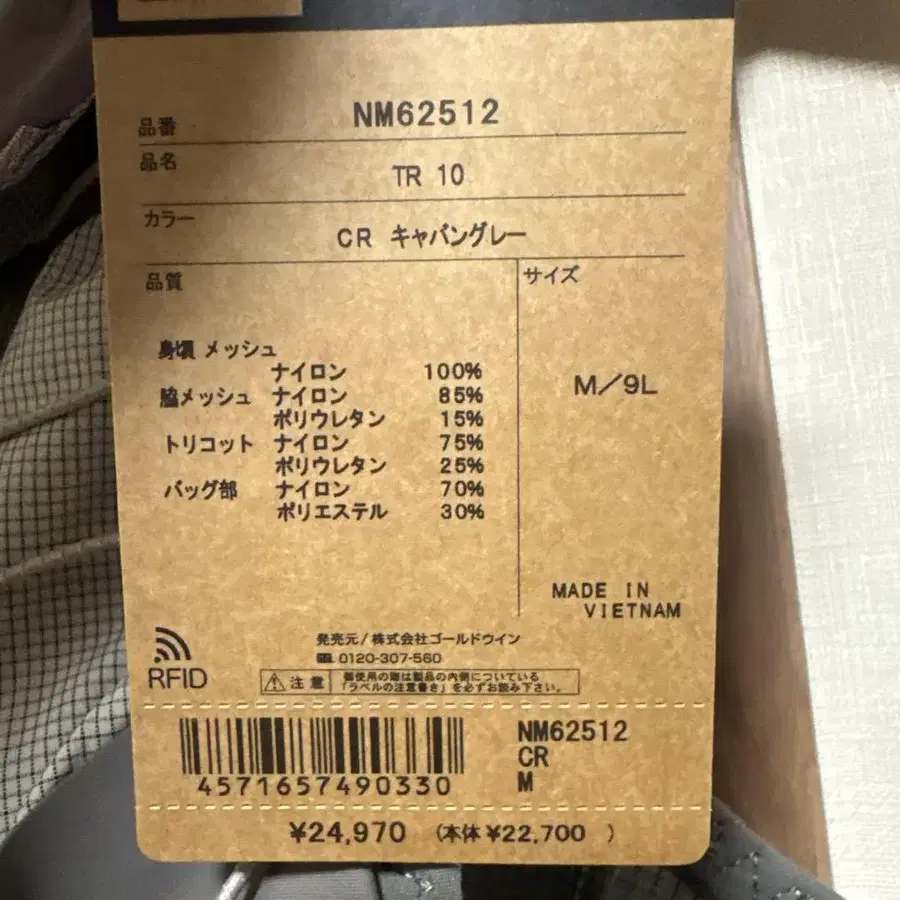 品番 NM62512
品名 TR 10
カラー CR キャバングレー
品質
サイズ
身頃 メッシュ
ナイロン 100%
脇メッシュ ナイロン 85%
ポリウレタン 15%
トリコット ナイロン 75%
ポリウレタン 25%
バッグ部 ナイロン 70%
ポリエステル 30%
M/9L
MADE IN
VIETNAM
RFID
発売元/株式会社ゴールドウイン
0120-307-560
注意
御使用の際は製品の内側についている
「ラベルの注意書き」を必ずお読み下さい。
4571657490330
NM62512
CR
M
¥24,970 (本体 ¥22,700 )